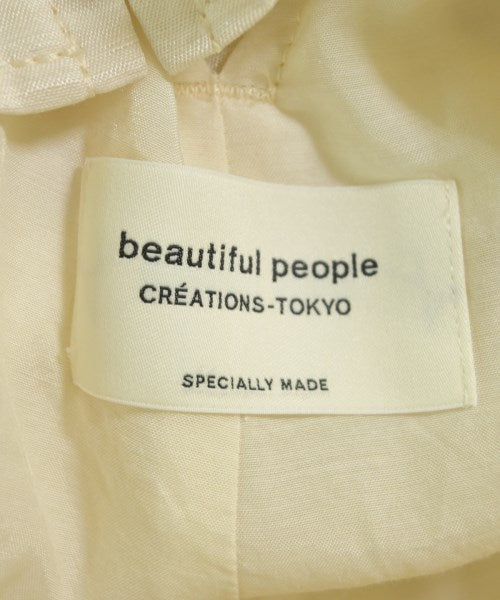 beautiful people
CRÉATIONS-TOKYO
SPECIALLY MADE